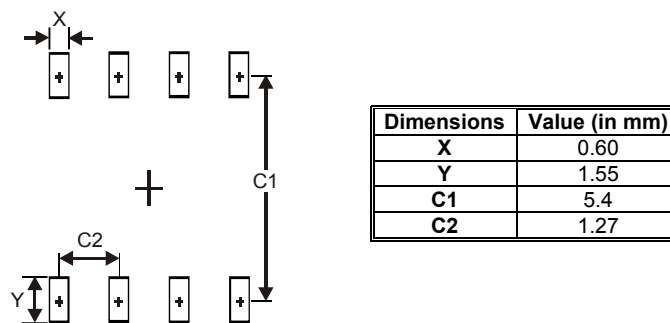 X
C1
C2
Y
Dimensions Value (in mm)
X 0.60
Y 1.55
C1 5.4
C2 1.27